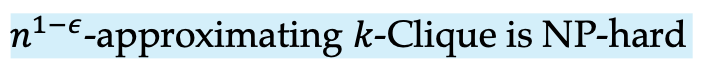 n^{1−ϵ}-approximating k-Clique is NP-hard